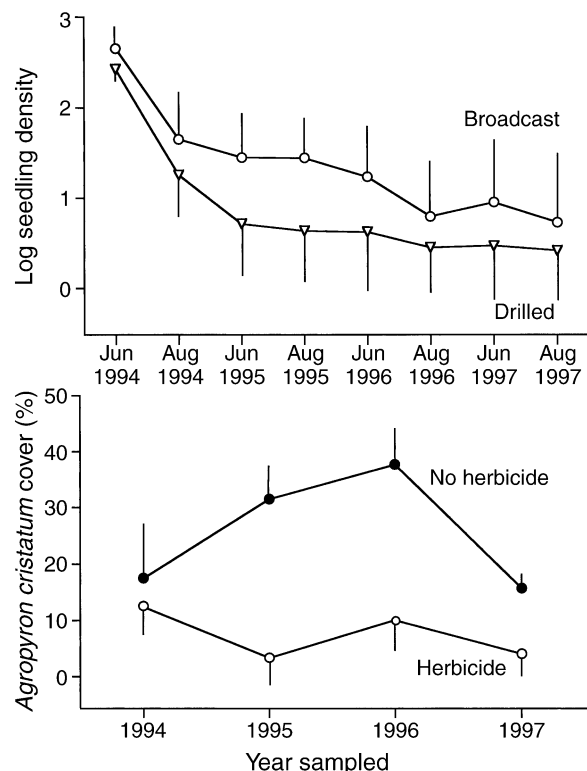 Log seedling density
3
2
1
0
Broadcast
Drilled
Jun Aug Jun Aug Jun Aug Jun Aug
1994 1994 1995 1995 1996 1996 1997 1997
Agropyron cristatum cover (%)
50
40
30
20
10
0
No herbicide
Herbicide
1994 1995 1996 1997
Year sampled